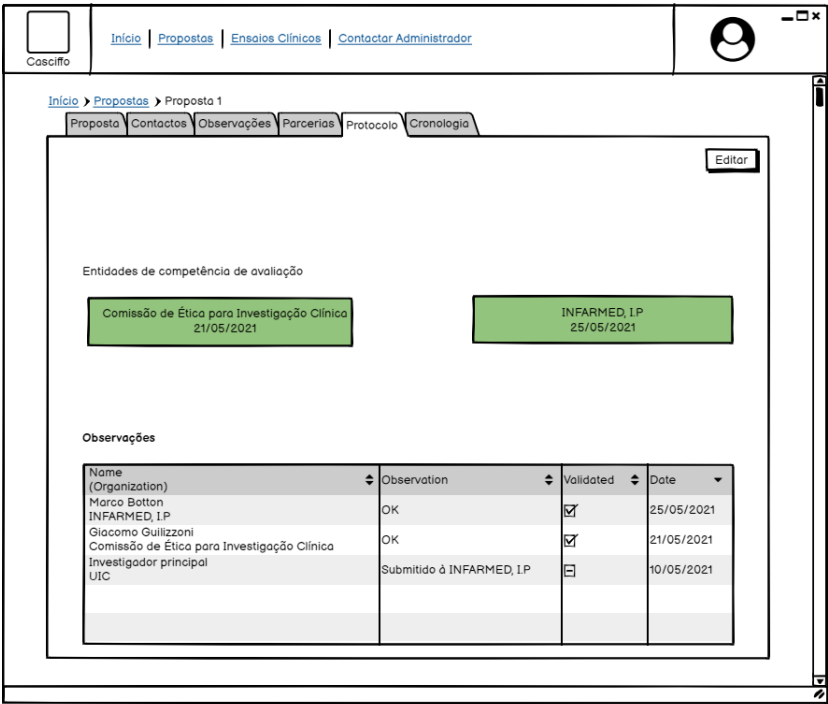 Casciffo
Início | Propostas | Ensaios Clínicos | Contactar Administrador
Início > Propostas > Proposta 1
Proposta Contactos Observações Parcerias Protocolo Cronologia
Editar
Entidades de competência de avaliação
Comissão de Ética para Investigação Clínica
21/05/2021
INFARMED, I.P
25/05/2021
Observações
Name
(Organization)
Observation
Validated
Date
Marco Botton
INFARMED, I.P
OK
25/05/2021
Giacomo Guilizzoni
Comissão de Ética para Investigação Clínica
OK
21/05/2021
Investigador principal
UIC
Submitido à INFARMED, I.P
10/05/2021